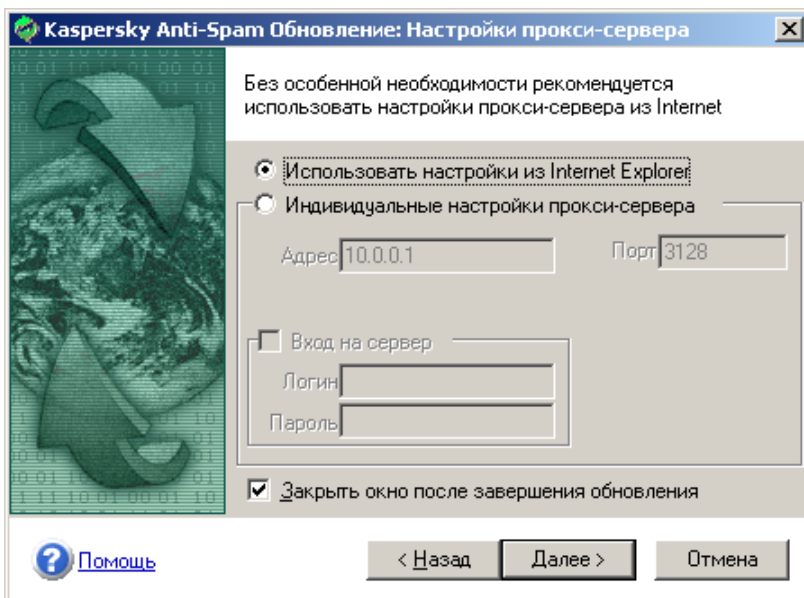 Kaspersky Anti-Spam Обновление: Настройки прокси-сервера
Без особенной необходимости рекомендуется
использовать настройки прокси-сервера из Internet
Использовать настройки из Internet Explorer
Индивидуальные настройки прокси-сервера
Адрес 10.0.0.1 Порт 3128
Вход на сервер
Логин
Пароль
Закрыть окно после завершения обновления
Помощь < Назад Далее > Отмена